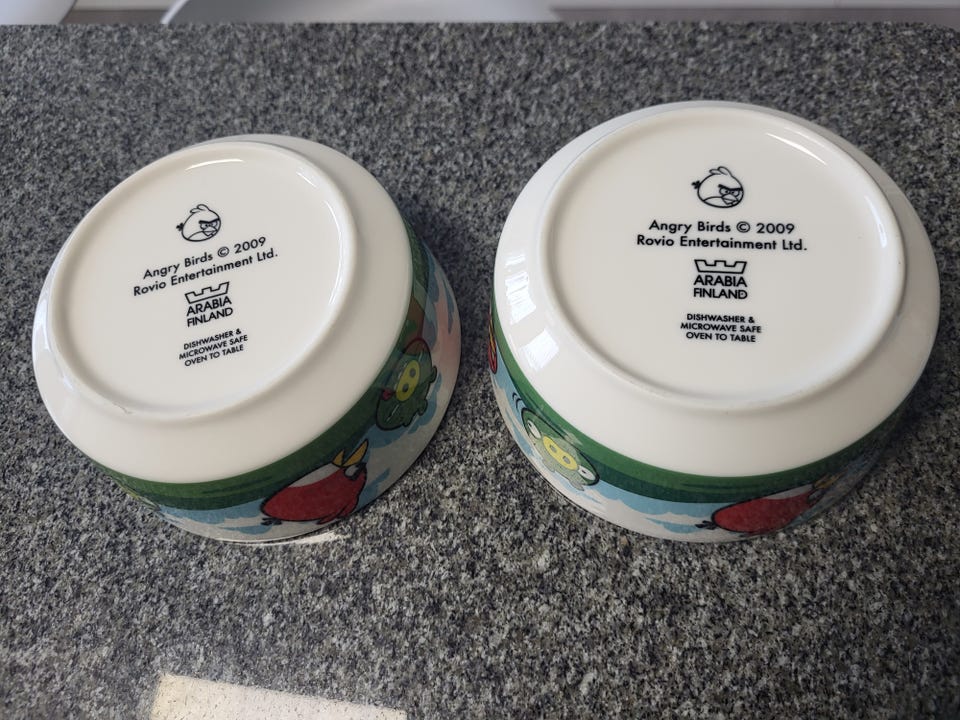 Angry Birds © 2009
Rovio Entertainment Ltd.
ARABIA
FINLAND
DISHWASHER &
MICROWAVE SAFE
OVEN TO TABLE
Angry Birds © 2009
Rovio Entertainment Ltd.
ARABIA
FINLAND
DISHWASHER &
MICROWAVE SAFE
OVEN TO TABLE